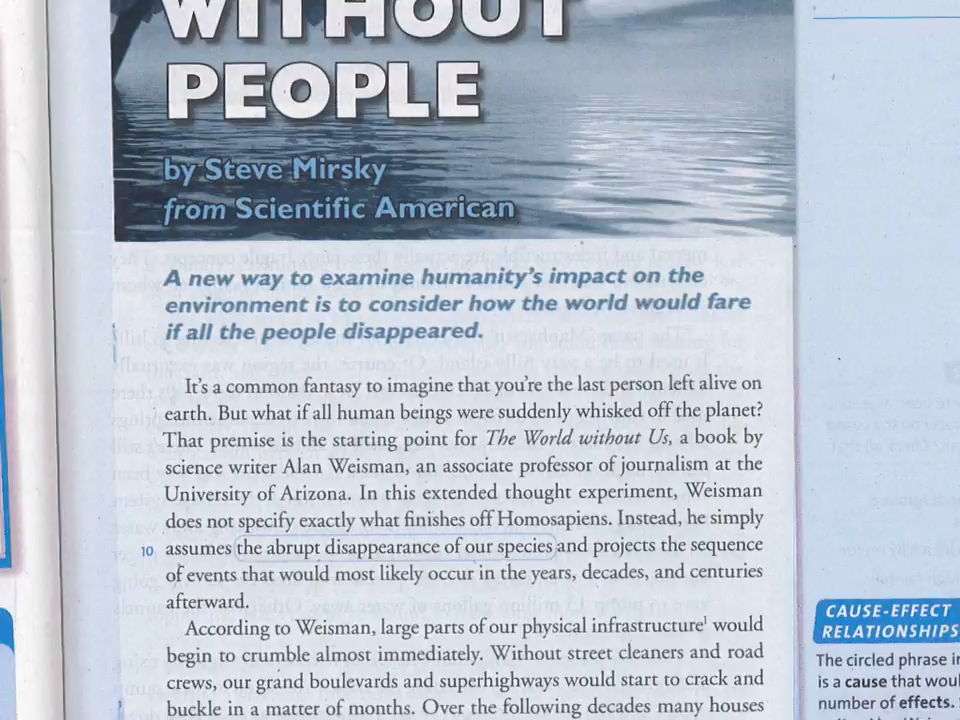 WITHOUT
PEOPLE
by Steve Mirsky
from Scientific American
A new way to examine humanity's impact on the
environment is to consider how the world would fare
if all the people disappeared.
It's a common fantasy to imagine that you're the last person left alive on
earth. But what if all human beings were suddenly whisked off the planet?
That premise is the starting point for The World without Us, a book by
science writer Alan Weisman, an associate professor of journalism at the
University of Arizona. In this extended thought experiment, Weisman
does not specify exactly what finishes off Homosapiens. Instead, he simply
10 assumes the abrupt disappearance of our species and projects the sequence
of events that would most likely occur in the years, decades, and centuries
afterward.
According to Weisman, large parts of our physical infrastructure¹ would
begin to crumble almost immediately. Without street cleaners and road
crews, our grand boulevards and superhighways would start to crack and
buckle in a matter of months. Over the following decades many houses
CAUSE-EFFECT
RELATIONSHIPS
The circled phrase in
is a cause that woul
number of effects.